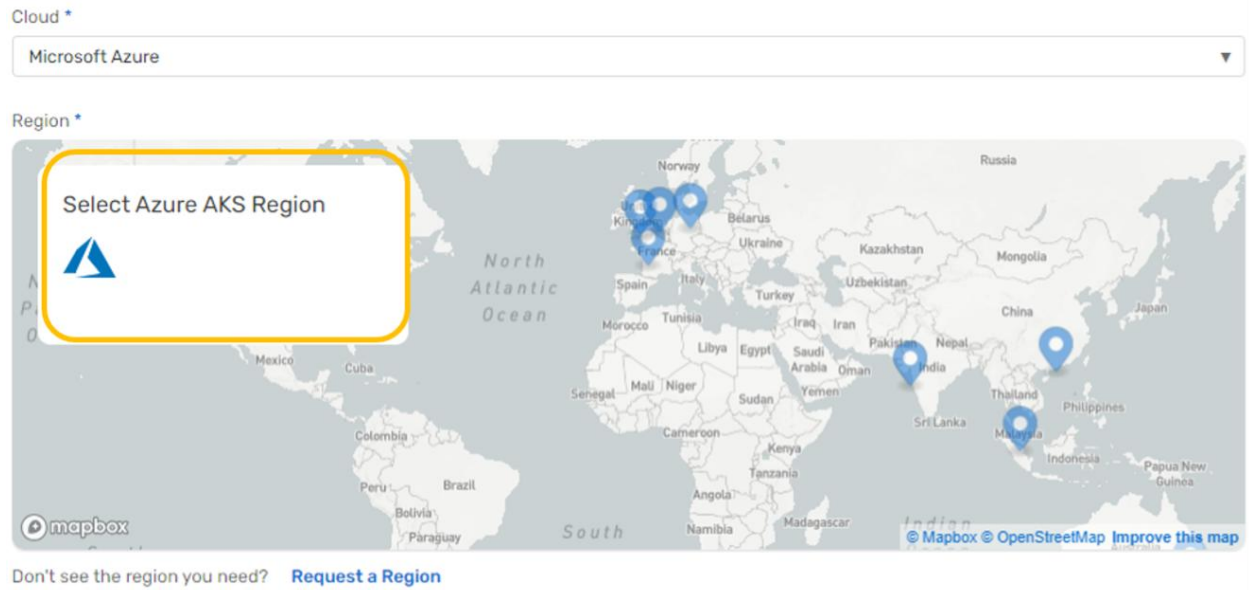 Cloud *
Microsoft Azure
Region *
Select Azure AKS Region
Norway
Russia
Belarus
Ukraine
Kazakhstan
Mongolia
North
Atlantic
Ocean
France
Spain
Italy
Turkey
Uzbekistan
China
Japan
Morocco
Tunisia
Iraq
Iran
Pakistan
Nepal
Libya
Egypt
Saudi
Arabia
Oman
India
Mexico
Cuba
Senegal
Mali
Niger
Sudan
Yemen
Thailand
Philippines
Sri Lanka
Malaysia
Colombia
Cameroon
Kenya
Indonesia
Papua New
Guinea
Peru
Brazil
Tanzania
Angola
Bolivia
Paraguay
South
Namibia
Madagascar
Indian
mapbox
© Mapbox © OpenStreetMap Improve this map
Australia
Don't see the region you need? Request a Region